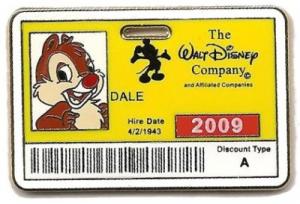 The
WALT DISNEY
Company©
and Affiliated Companies
DALE
Hire Date
4/2/1943
2009
Discount Type
A